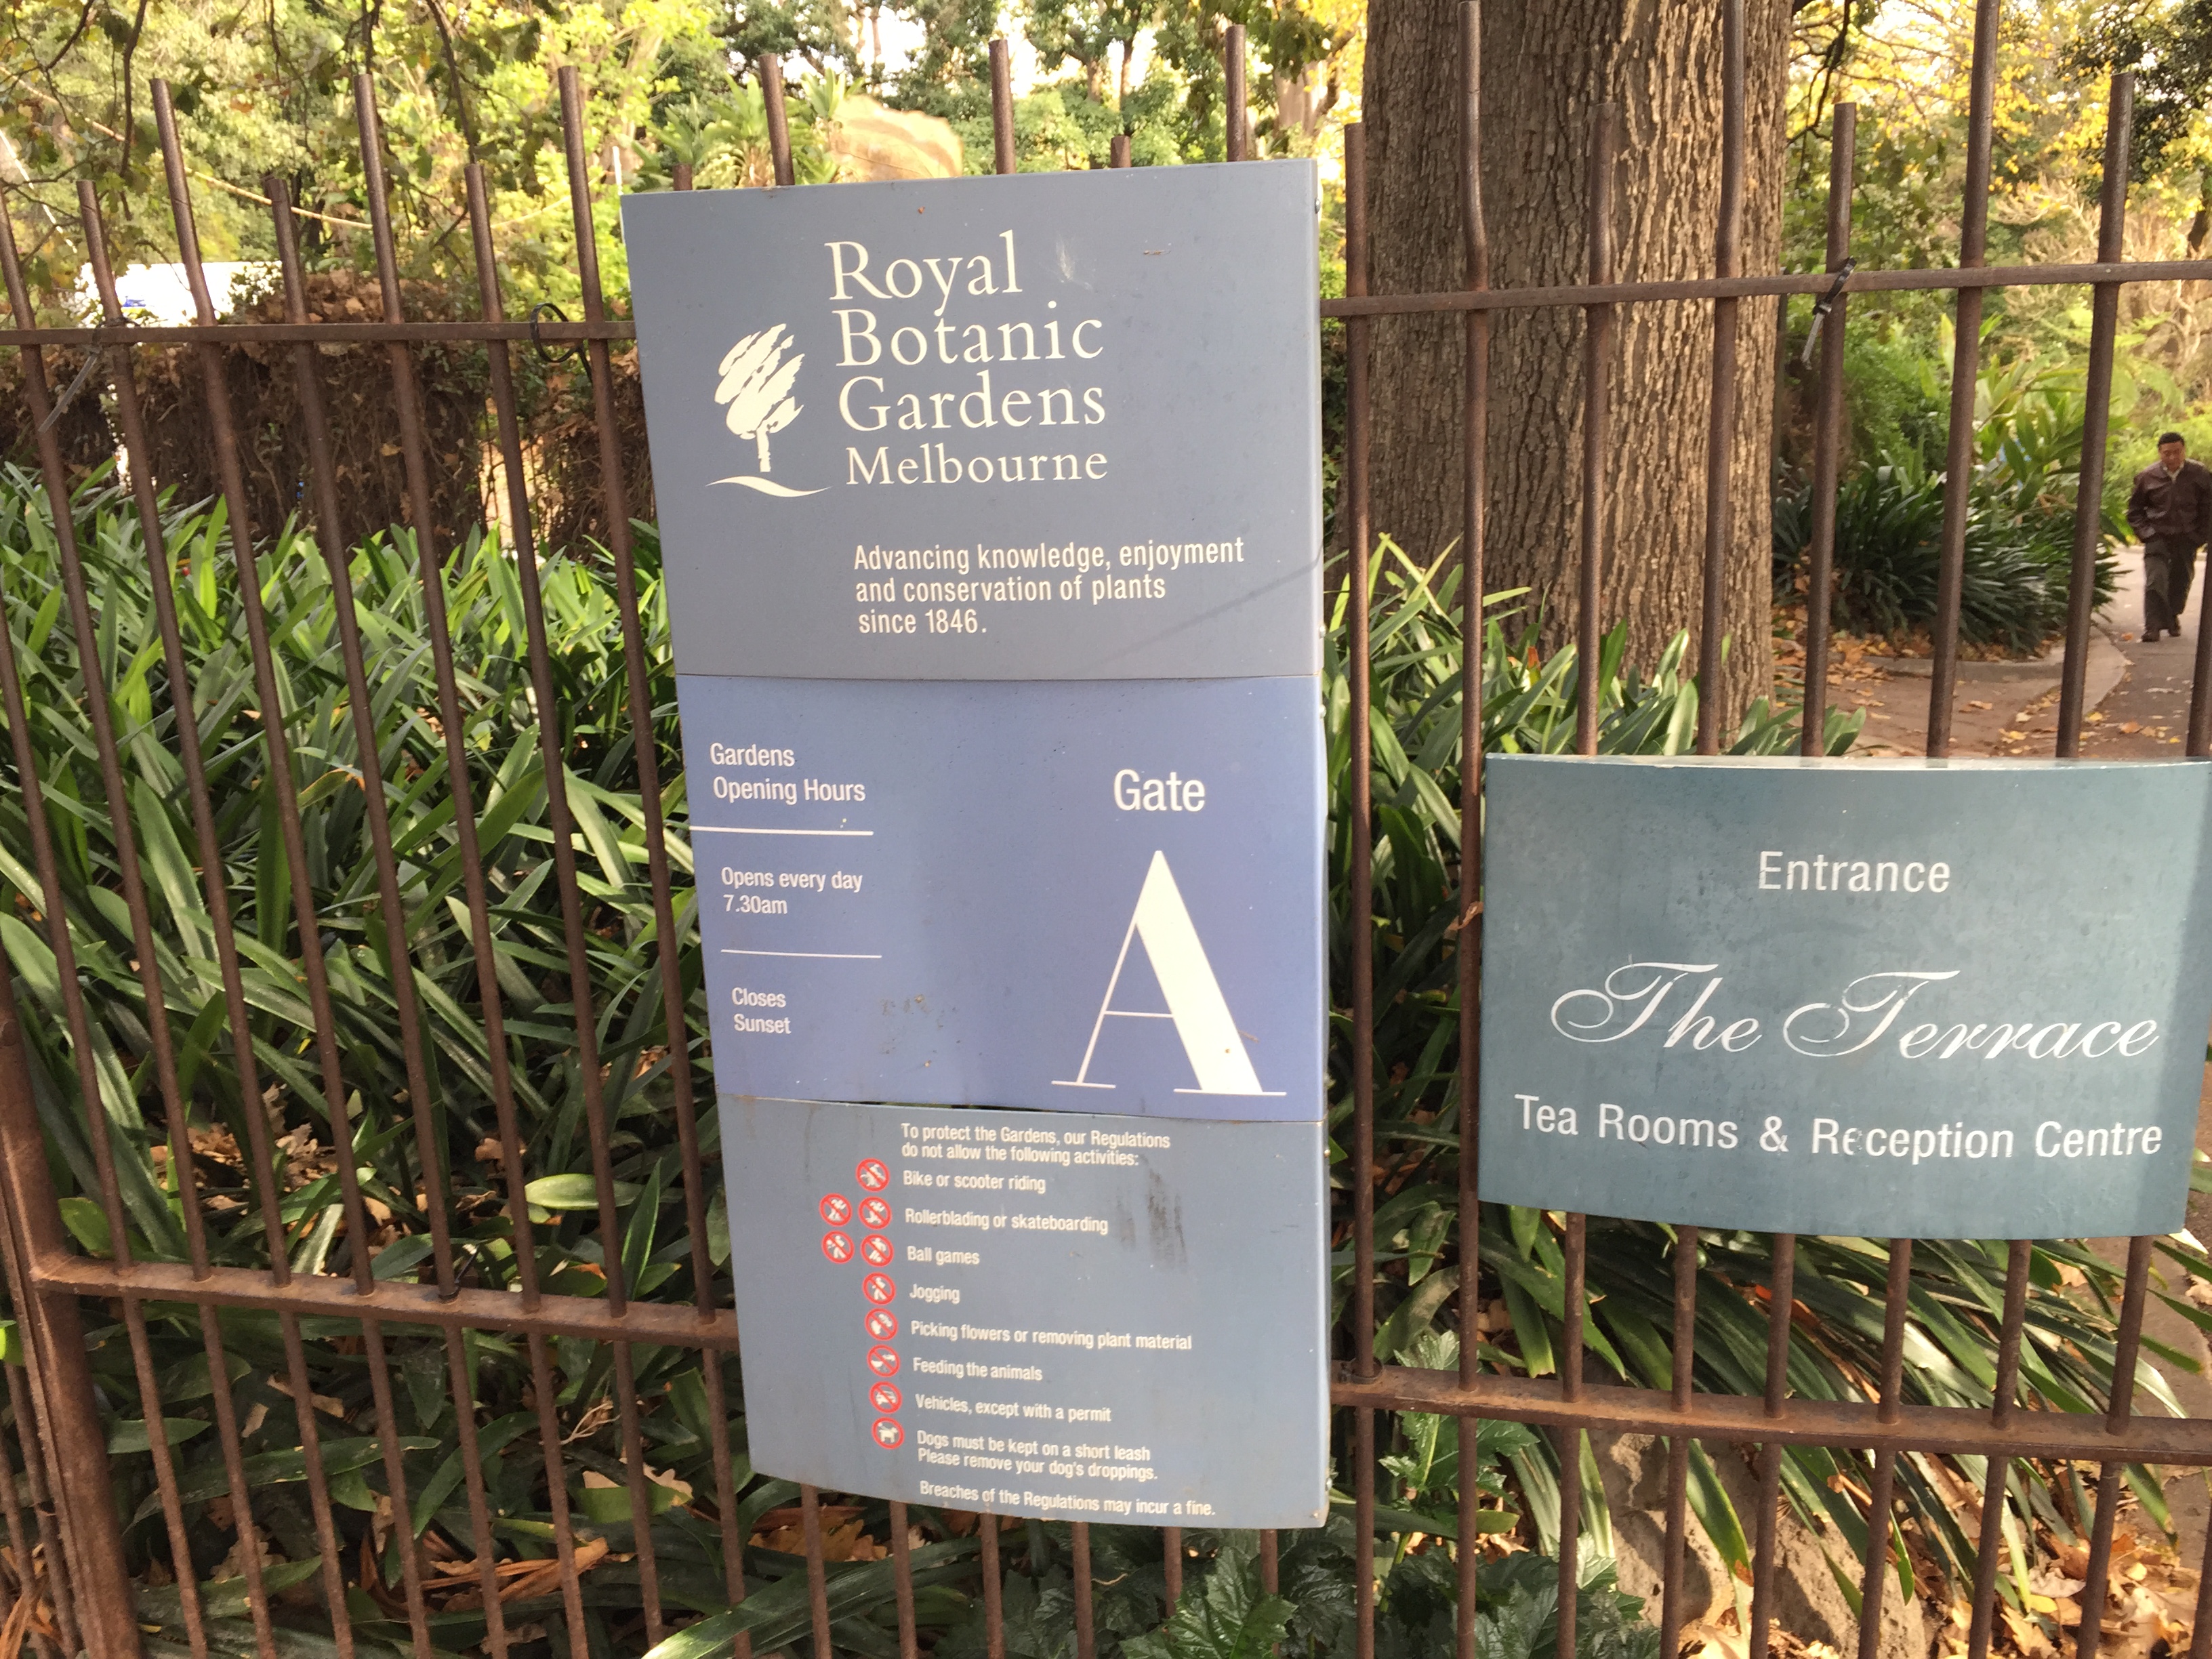 Royal
Botanic
Gardens
Melbourne
Advancing knowledge, enjoyment
and conservation of plants
since 1846.
Gardens
Opening Hours
Opens every day
7.30am
Closes
Sunset
Gate
A
To protect the Gardens, our Regulations
do not allow the following activities:
Bike or scooter riding
Rollerblading or skateboarding
Ball games
Jogging
Picking flowers or removing plant material
Feeding the animals
Vehicles, except with a permit
Dogs must be kept on a short leash
Please remove your dog's droppings.
Breaches of the Regulations may incur a fine.
Entrance
The Terrace
Tea Rooms & Reception Centre